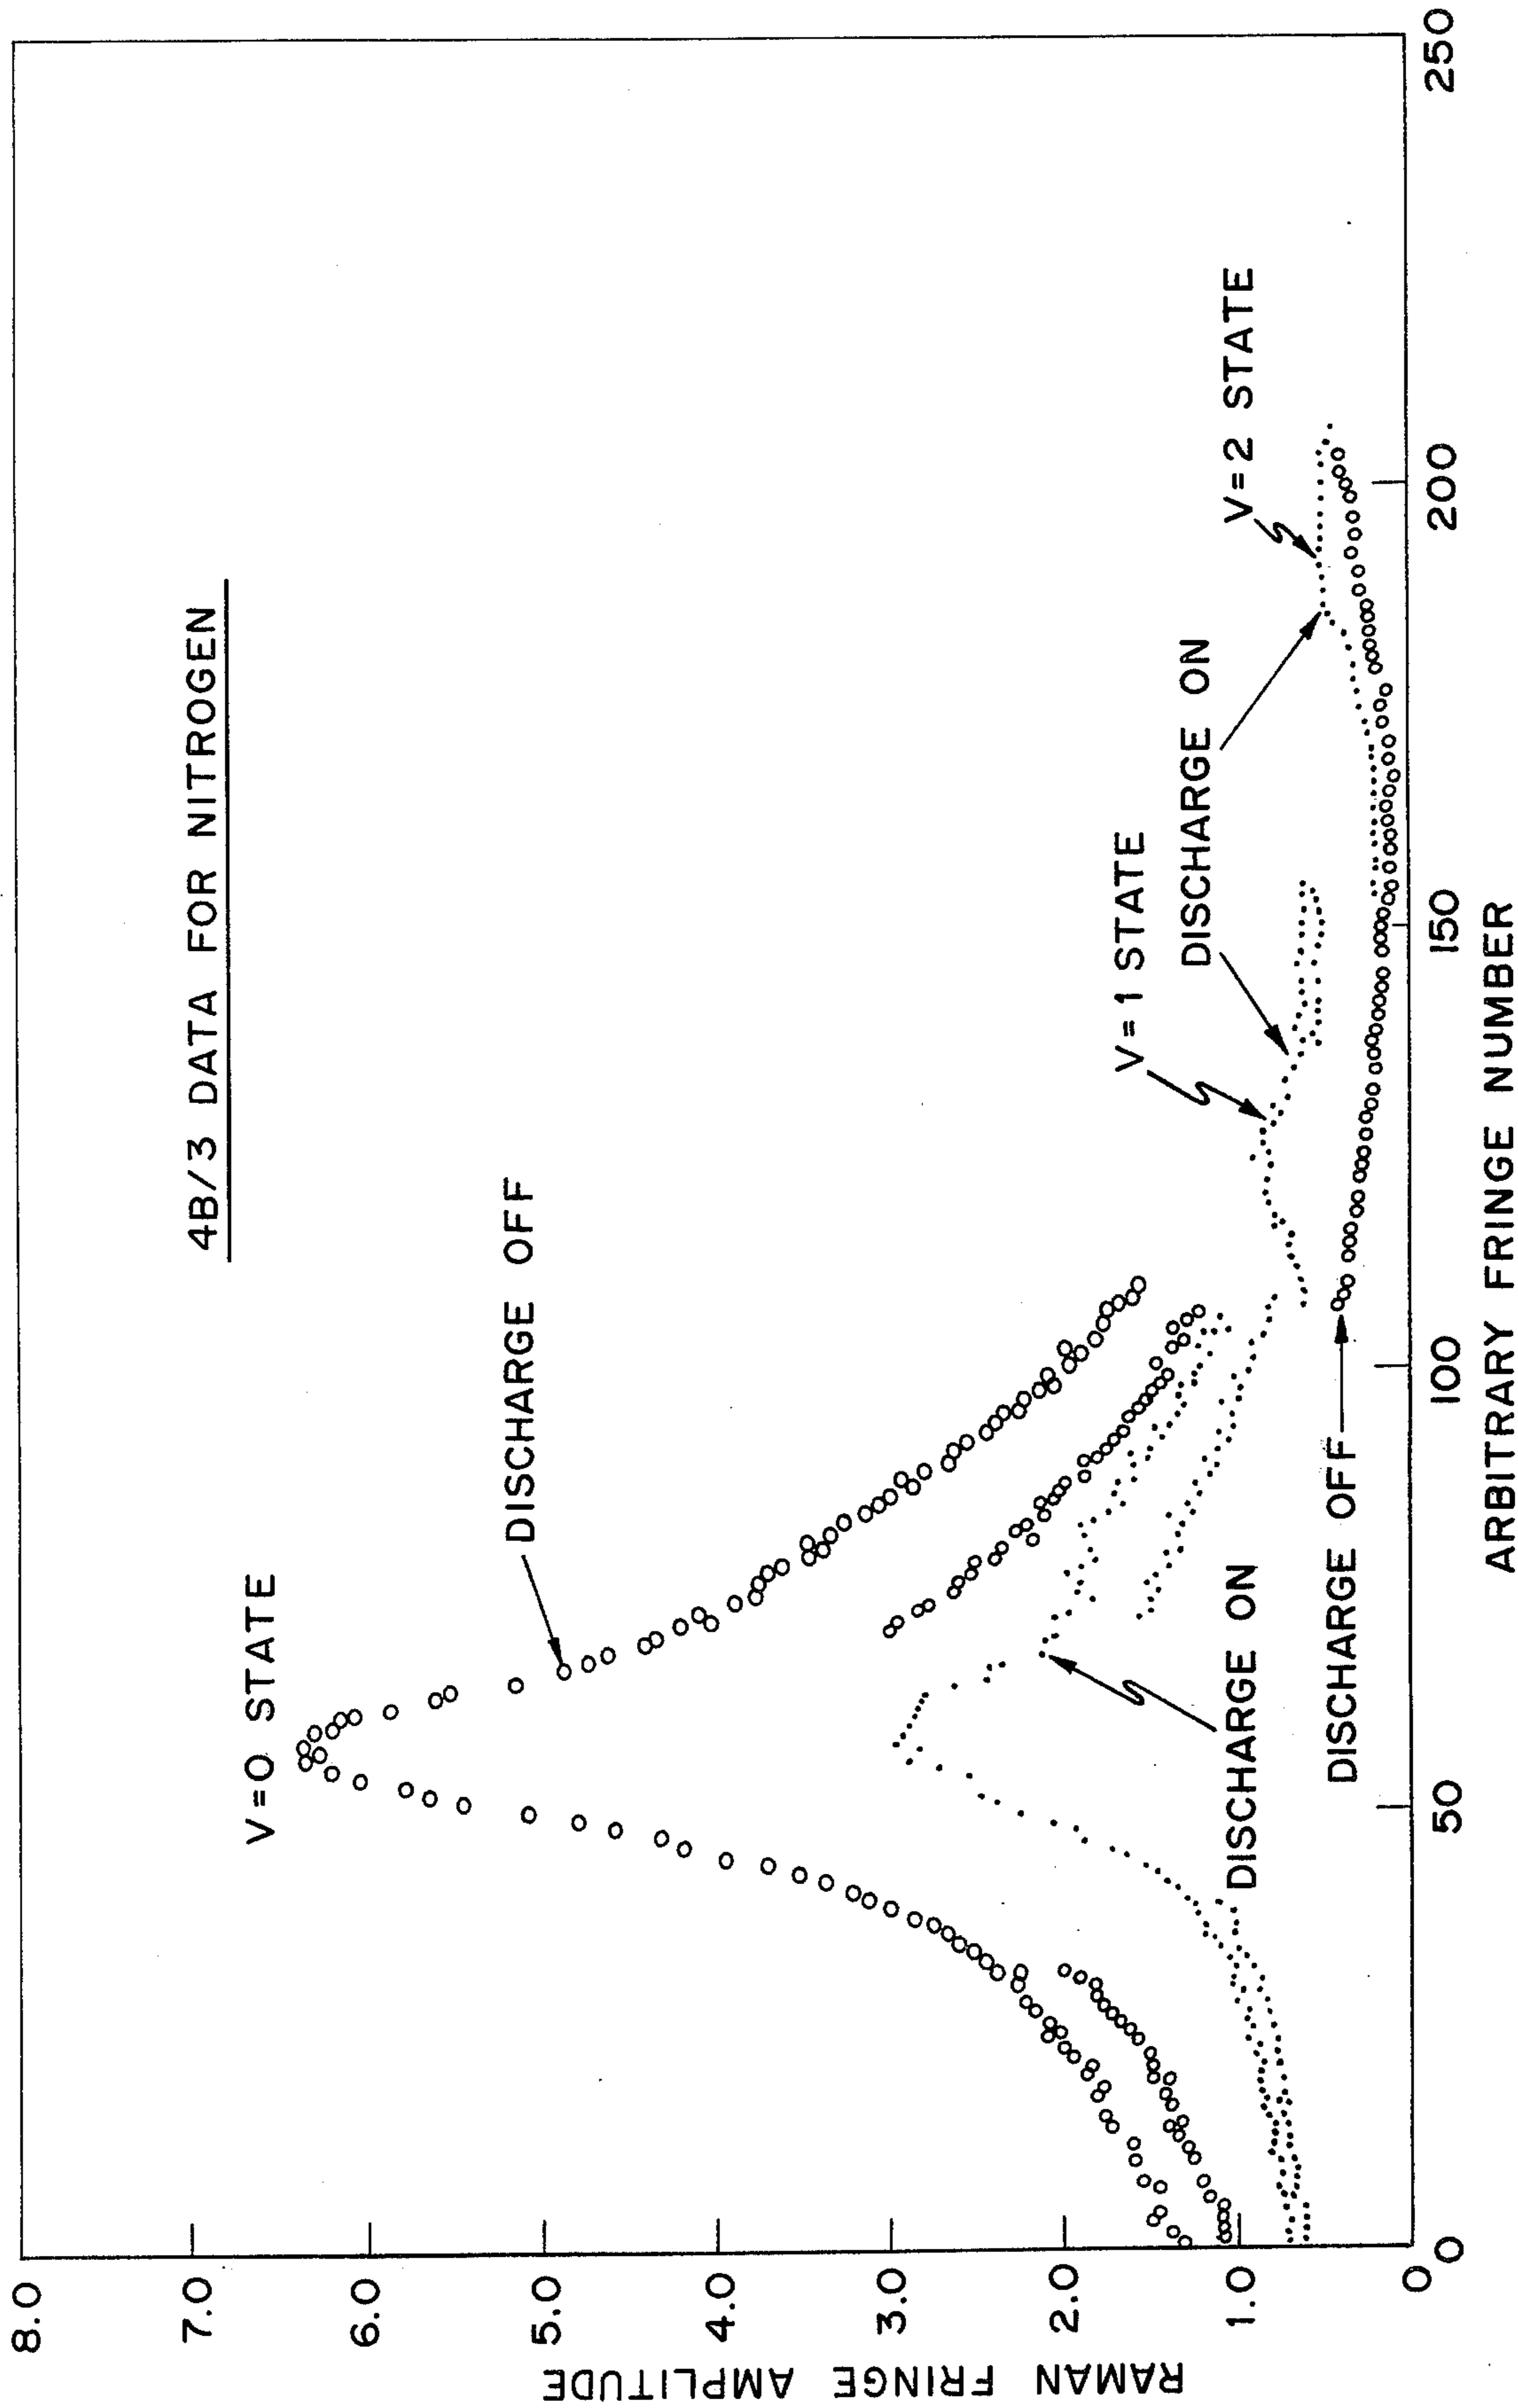 4B/3 DATA FOR NITROGEN
V=0 STATE
DISCHARGE OFF
V=1 STATE
V=2 STATE
DISCHARGE ON
DISCHARGE ON
DISCHARGE OFF
RAMAN FRINGE AMPLITUDE
8.0
7.0
6.0
5.0
4.0
3.0
2.0
1.0
0
0
50
100
150
200
250
ARBITRARY FRINGE NUMBER